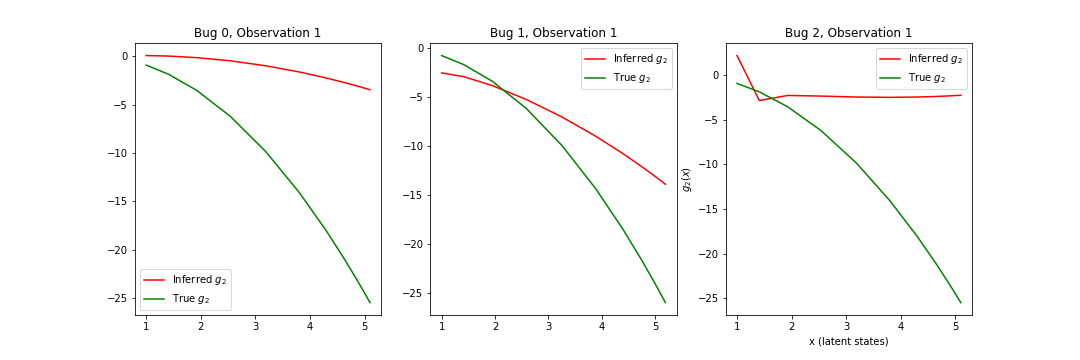 Bug 0, Observation 1
0
−5
−10
−15
−20
−25
1 2 3 4 5
Inferred g₂
True g₂
Bug 1, Observation 1
0
−5
−10
−15
−20
−25
1 2 3 4 5
Inferred g₂
True g₂
Bug 2, Observation 1
0
−5
−10
−15
−20
−25
1 2 3 4 5
Inferred g₂
True g₂
g₂(x)
x (latent states)